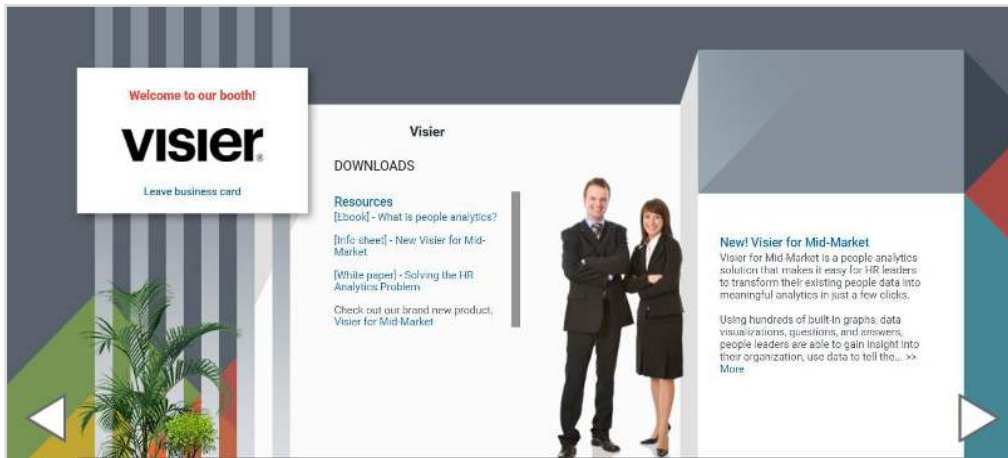 Welcome to our booth!
VISIER®
Leave business card
Visier
DOWNLOADS
Resources
[Ebook] - What is people analytics?
[Info sheet] - New Visier for Mid-
Market
[White paper] - Solving the HR
Analytics Problem
Check out our brand new product,
Visier for Mid-Market
New! Visier for Mid-Market
Visier for Mid-Market is a people analytics
solution that makes it easy for HR leaders
to transform their existing people data into
meaningful analytics in just a few clicks.
Using hundreds of built-in graphs, data
visualizations, questions, and answers,
people leaders are able to gain insight into
their organization, use data to tell the... >>
More